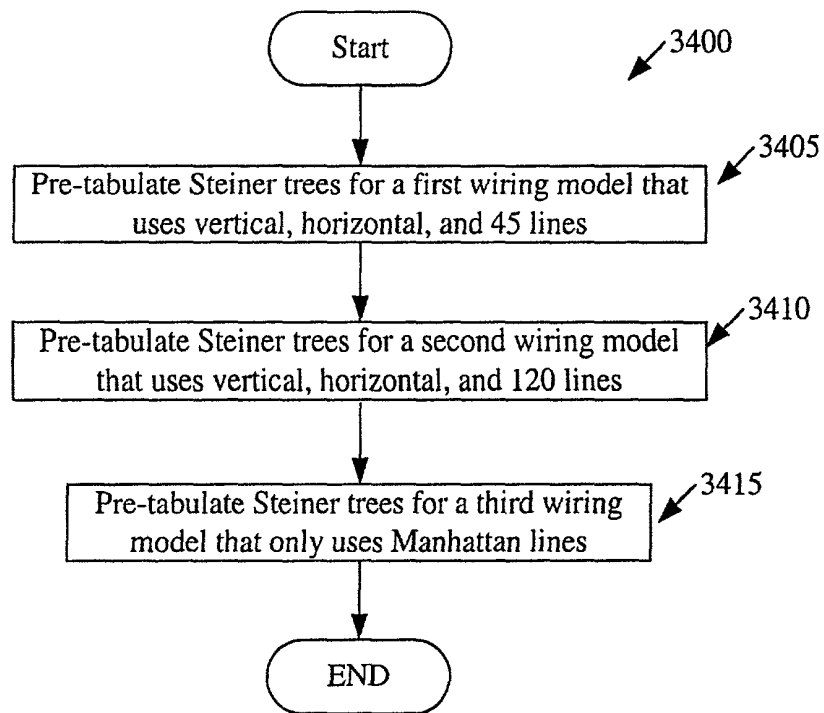 Start
3400
3405
Pre-tabulate Steiner trees for a first wiring model that
uses vertical, horizontal, and 45 lines
3410
Pre-tabulate Steiner trees for a second wiring model
that uses vertical, horizontal, and 120 lines
3415
Pre-tabulate Steiner trees for a third wiring
model that only uses Manhattan lines
END